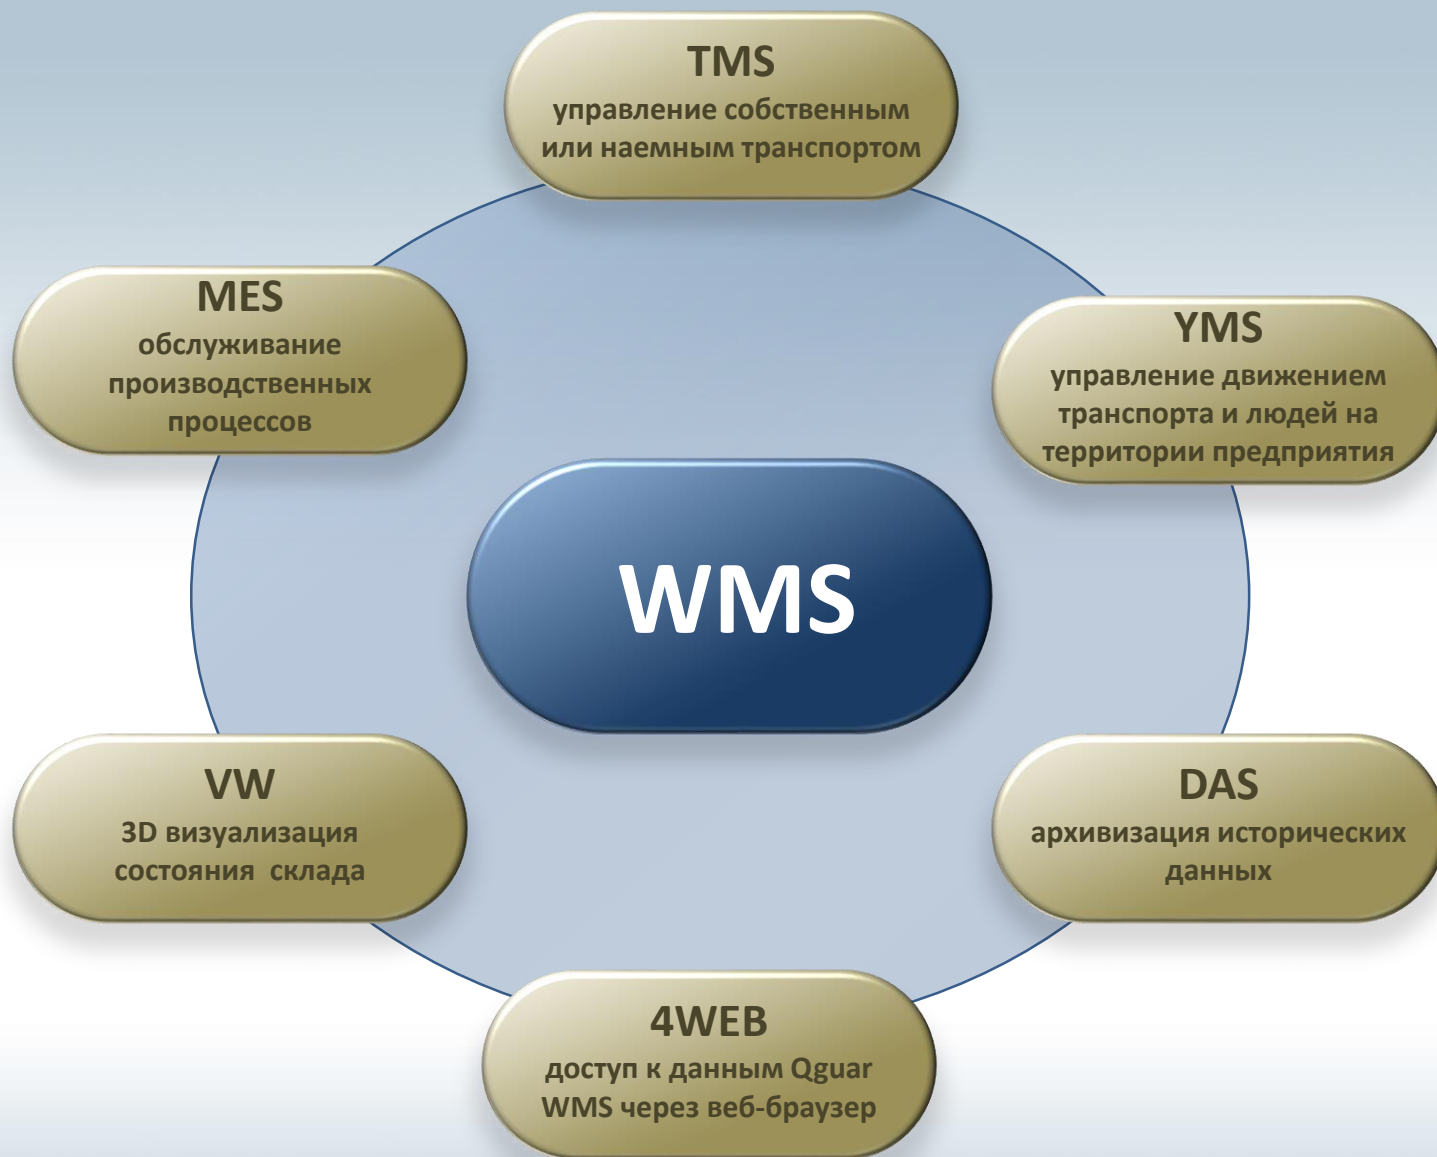 TMS
управление собственным
или наемным транспортом
MES
обслуживание
производственных
процессов
YMS
управление движением
транспорта и людей на
территории предприятия
WMS
VW
3D визуализация
состояния  склада
DAS
архивизация исторических
данных
4WEB
доступ к данным Qguar
WMS через веб-браузер